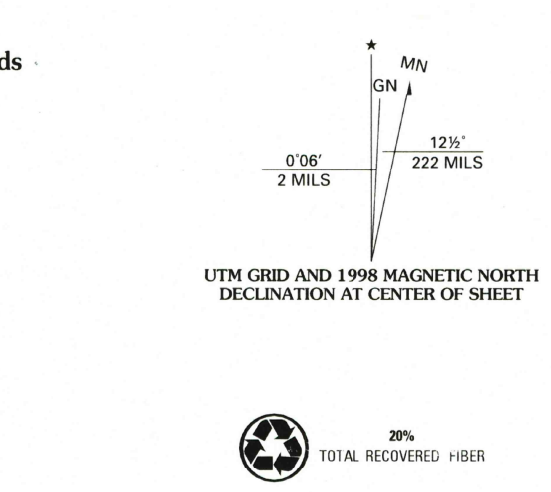 ds
★
MN
GN
12½°
222 MILS
0°06′
2 MILS
UTM GRID AND 1998 MAGNETIC NORTH
DECLINATION AT CENTER OF SHEET
20%
TOTAL RECOVERED FIBER